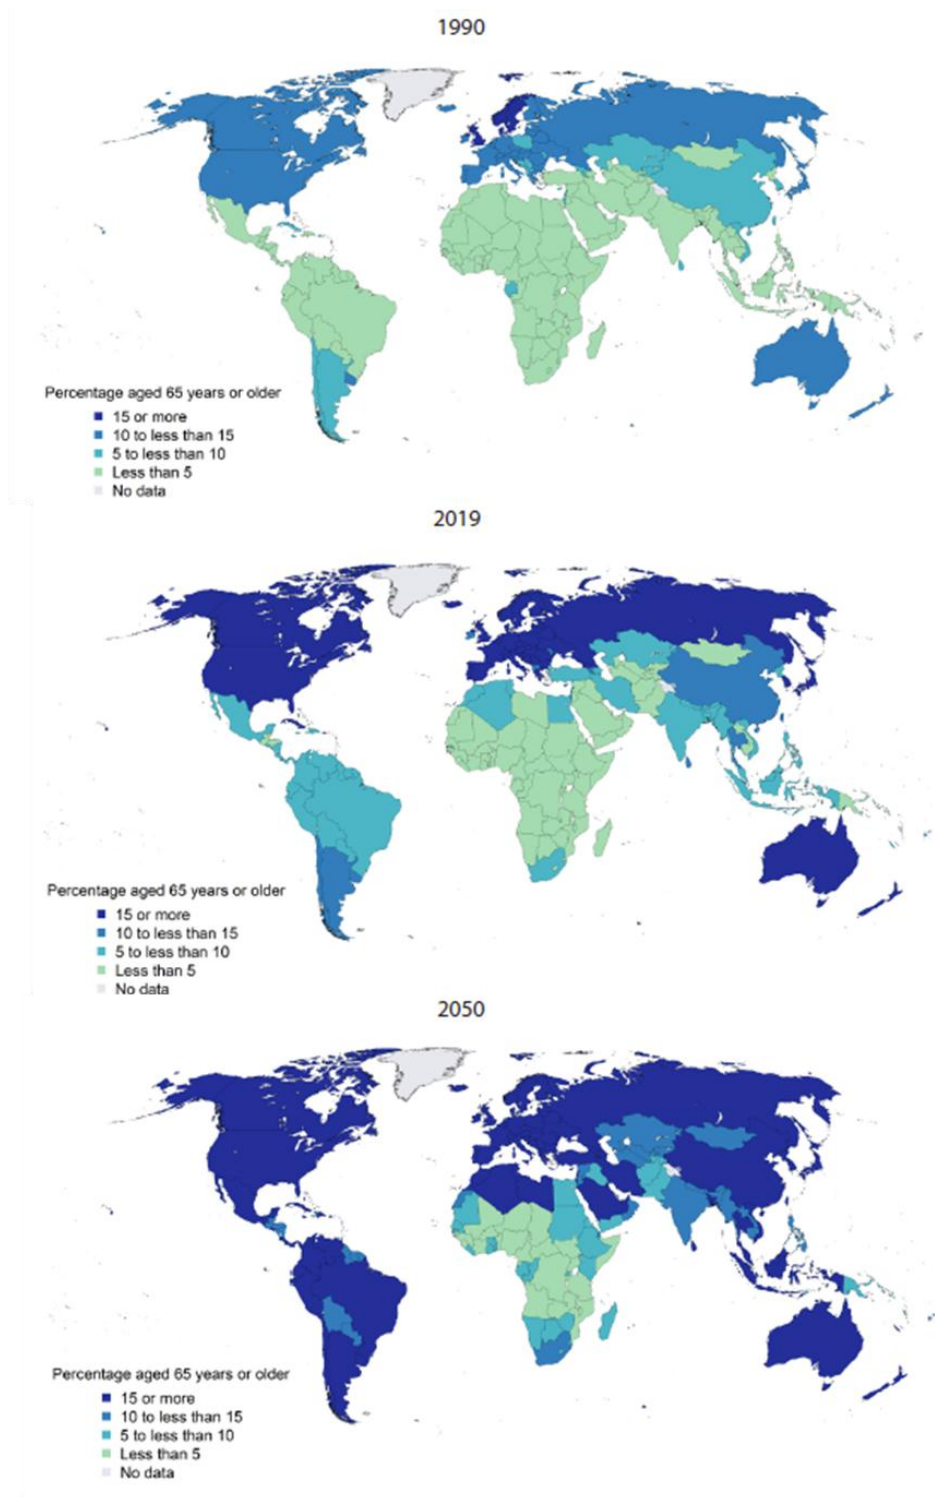 1990
Percentage aged 65 years or older
15 or more
10 to less than 15
5 to less than 10
Less than 5
No data
2019
Percentage aged 65 years or older
15 or more
10 to less than 15
5 to less than 10
Less than 5
No data
2050
Percentage aged 65 years or older
15 or more
10 to less than 15
5 to less than 10
Less than 5
No data